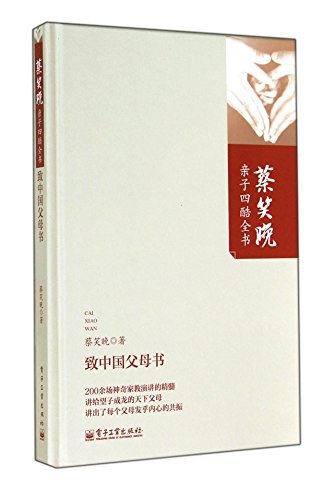 蔡笑晚
亲子四酷全书
致中国父母书
蔡笑晚◎著
电子工业出版社
蔡笑晚
亲子四酷全书
CAI
XIAO
WAN
蔡笑晚◎著
致中国父母书
200余场神奇家教演讲的精髓
讲给望子成龙的天下父母
讲出了每个父母发乎内心的共振
电子工业出版社